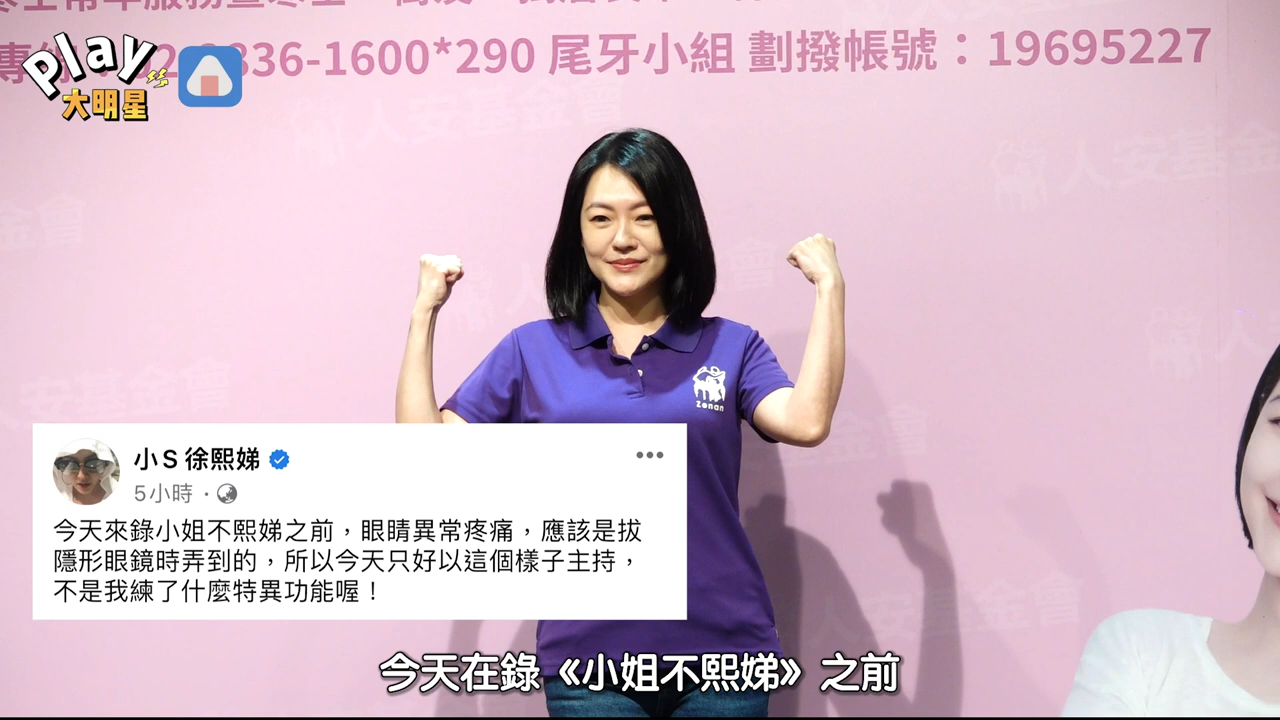 836-1600*290 尾牙小組 劃撥帳號：19695227
Play
大明星
Zenan
小S 徐熙娣
5小時
今天來錄小姐不熙娣之前，眼睛異常疼痛，應該是拔
隱形眼鏡時弄到的，所以今天只好以這個樣子主持，
不是我練了什麼特異功能喔！
今天在錄《小姐不熙娣》之前